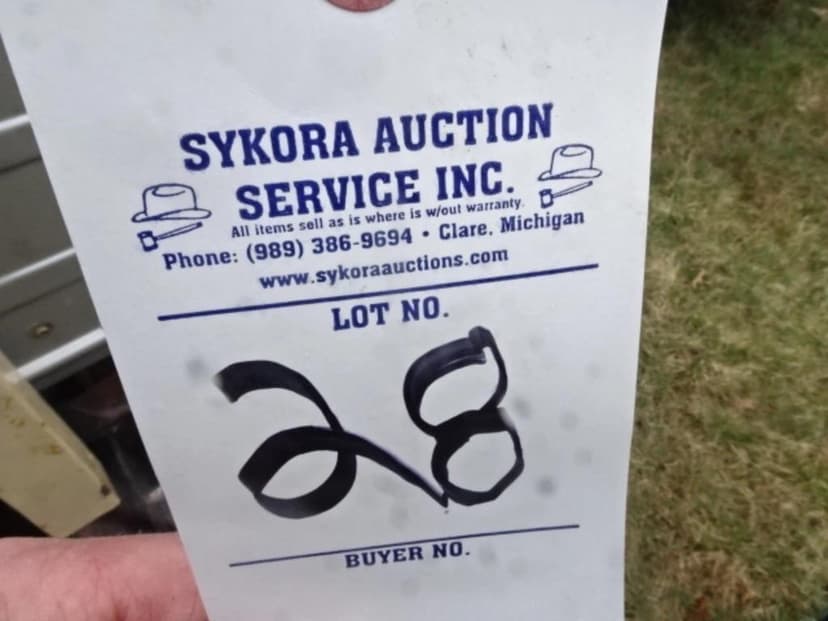 SYKORA AUCTION
SERVICE INC.
All items sell as is where is w/out warranty.
Phone: (989) 386-9694 • Clare, Michigan
www.sykoraauctions.com
LOT NO.
28
BUYER NO.